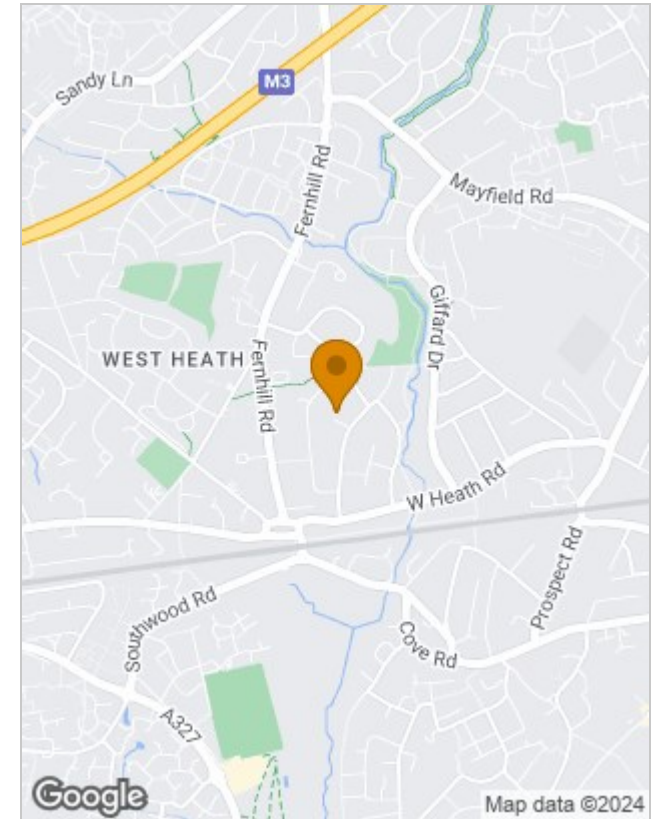 Sandy Ln
M3
Fernhill Rd
Mayfield Rd
Giffard Dr
WEST HEATH
Fernhill Rd
W Heath Rd
Prospect Rd
Southwood Rd
Cove Rd
A327
Google
Map data ©2024